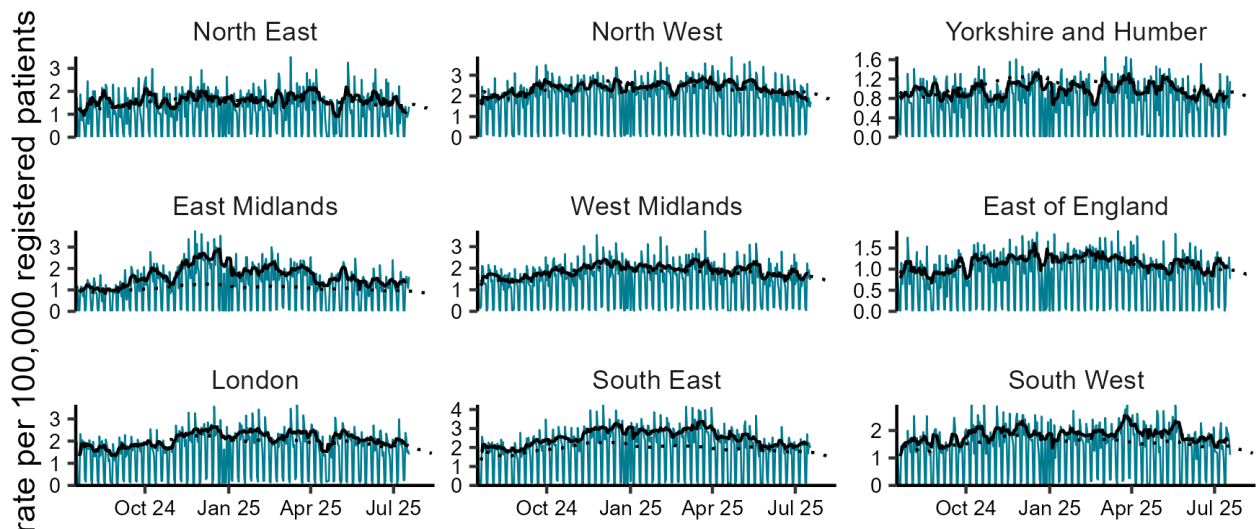 rate per 100,000 registered patients
North East
North West
Yorkshire and Humber
3
2
1
0
3
2
1
0
1.6
1.2
0.8
0.4
0.0
East Midlands
West Midlands
East of England
3
2
1
0
3
2
1
0
1.5
1.0
0.5
0.0
London
South East
South West
3
2
1
0
4
3
2
1
0
2
1
0
Oct 24 Jan 25 Apr 25 Jul 25
Oct 24 Jan 25 Apr 25 Jul 25
Oct 24 Jan 25 Apr 25 Jul 25